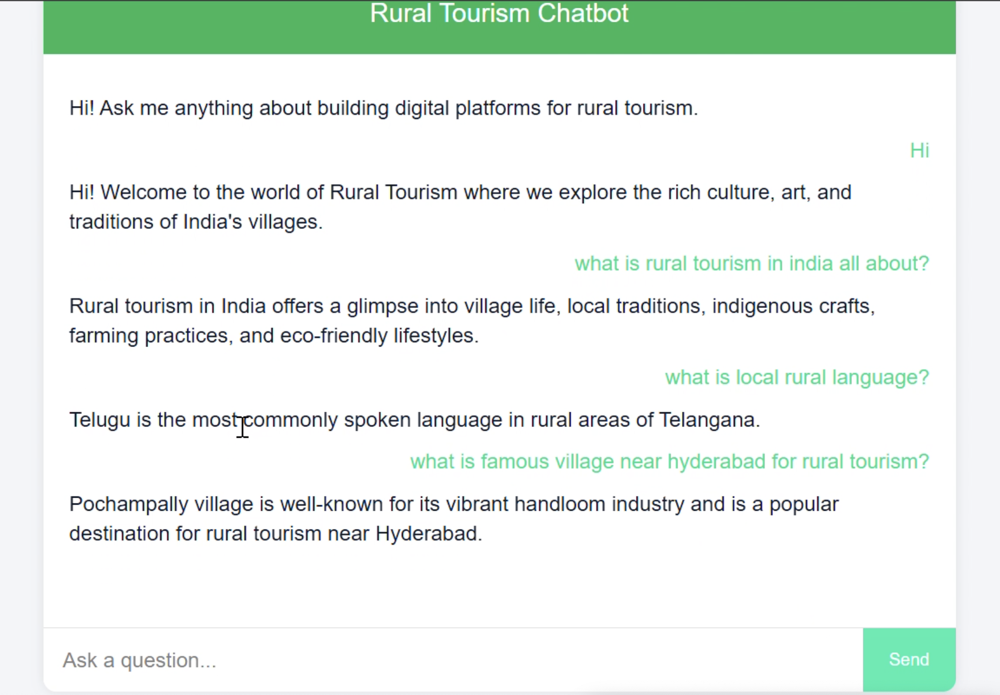 Rural Tourism Chatbot
Hi! Ask me anything about building digital platforms for rural tourism.
Hi
Hi! Welcome to the world of Rural Tourism where we explore the rich culture, art, and
traditions of India's villages.
what is rural tourism in india all about?
Rural tourism in India offers a glimpse into village life, local traditions, indigenous crafts,
farming practices, and eco-friendly lifestyles.
what is local rural language?
Telugu is the most commonly spoken language in rural areas of Telangana.
what is famous village near hyderabad for rural tourism?
Pochampally village is well-known for its vibrant handloom industry and is a popular
destination for rural tourism near Hyderabad.
Ask a question...
Send